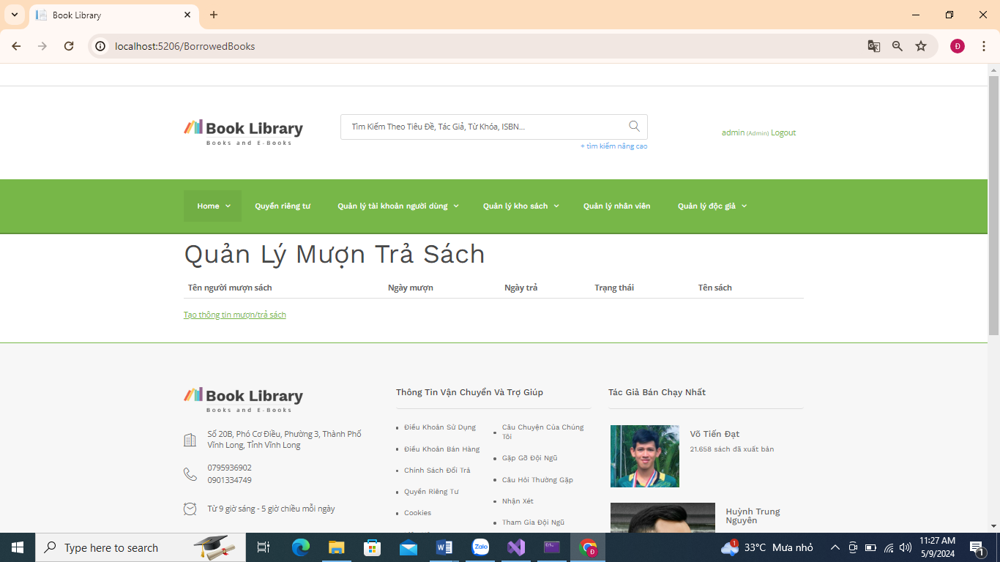 Book Library
localhost:5206/BorrowedBooks
Đ
Book Library
Books and E-Books
Tìm Kiếm Theo Tiêu Đề, Tác Giả, Từ Khóa, ISBN...
+ tìm kiếm nâng cao
admin (Admin) Logout
Home Quyền riêng tư Quản lý tài khoản người dùng Quản lý kho sách Quản lý nhân viên Quản lý độc giả
Quản Lý Mượn Trả Sách
Tên người mượn sách Ngày mượn Ngày trả Trạng thái Tên sách
Tạo thông tin mượn/trả sách
Book Library
Books and E-Books
Số 20B, Phó Cơ Điều, Phường 3, Thành Phố
Vĩnh Long, Tỉnh Vĩnh Long
0795936902
0901334749
Từ 9 giờ sáng - 5 giờ chiều mỗi ngày
Thông Tin Vận Chuyển Và Trợ Giúp
Điều Khoản Sử Dụng
Điều Khoản Bán Hàng
Chính Sách Đổi Trả
Quyền Riêng Tư
Cookies
Câu Chuyện Của Chúng
Tôi
Gặp Gỡ Đội Ngũ
Câu Hỏi Thường Gặp
Nhận Xét
Tham Gia Đội Ngũ
Tác Giả Bán Chạy Nhất
Võ Tiến Đạt
21.658 sách đã xuất bản
Huỳnh Trung
Nguyên
Type here to search
Zalo
Đ
1
33°C Mưa nhỏ
11:27 AM
5/9/2024
1